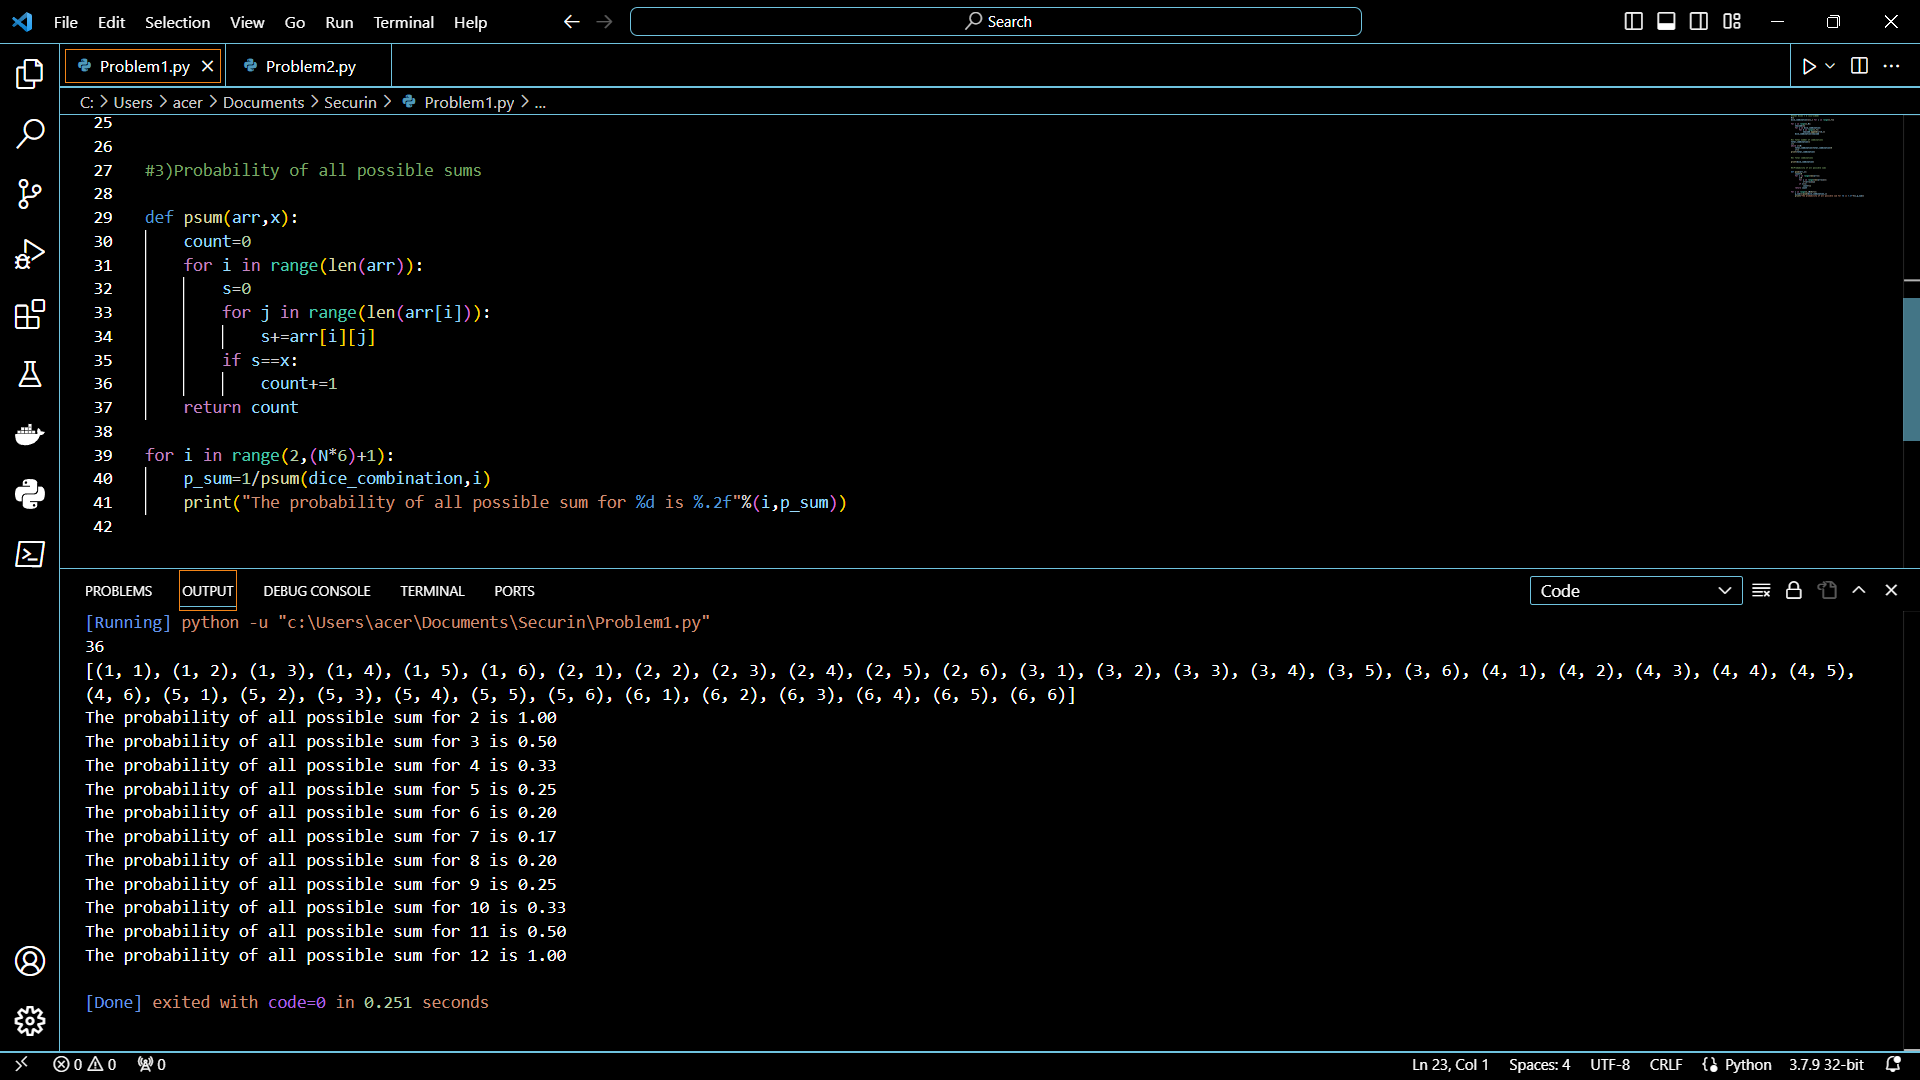 File Edit Selection View Go Run Terminal Help Search
Problem1.py Problem2.py
C: > Users > acer > Documents > Securin > Problem1.py > ...
25
26
27 #3)Probability of all possible sums
28
29 def psum(arr,x):
30 count=0
31 for i in range(len(arr)):
32 s=0
33 for j in range(len(arr[i])):
34 s+=arr[i][j]
35 if s==x:
36 count+=1
37 return count
38
39 for i in range(2,(N*6)+1):
40 p_sum=1/psum(dice_combination,i)
41 print("The probability of all possible sum for %d is %.2f"%(i,p_sum))
42
PROBLEMS OUTPUT DEBUG CONSOLE TERMINAL PORTS Code
[Running] python -u "c:\Users\acer\Documents\Securin\Problem1.py"
36
[(1, 1), (1, 2), (1, 3), (1, 4), (1, 5), (1, 6), (2, 1), (2, 2), (2, 3), (2, 4), (2, 5), (2, 6), (3, 1), (3, 2), (3, 3), (3, 4), (3, 5), (3, 6), (4, 1), (4, 2), (4, 3), (4, 4), (4, 5),
(4, 6), (5, 1), (5, 2), (5, 3), (5, 4), (5, 5), (5, 6), (6, 1), (6, 2), (6, 3), (6, 4), (6, 5), (6, 6)]
The probability of all possible sum for 2 is 1.00
The probability of all possible sum for 3 is 0.50
The probability of all possible sum for 4 is 0.33
The probability of all possible sum for 5 is 0.25
The probability of all possible sum for 6 is 0.20
The probability of all possible sum for 7 is 0.17
The probability of all possible sum for 8 is 0.20
The probability of all possible sum for 9 is 0.25
The probability of all possible sum for 10 is 0.33
The probability of all possible sum for 11 is 0.50
The probability of all possible sum for 12 is 1.00
[Done] exited with code=0 in 0.251 seconds
0 0 0 Ln 23, Col 1 Spaces: 4 UTF-8 CRLF Python 3.7.9 32-bit